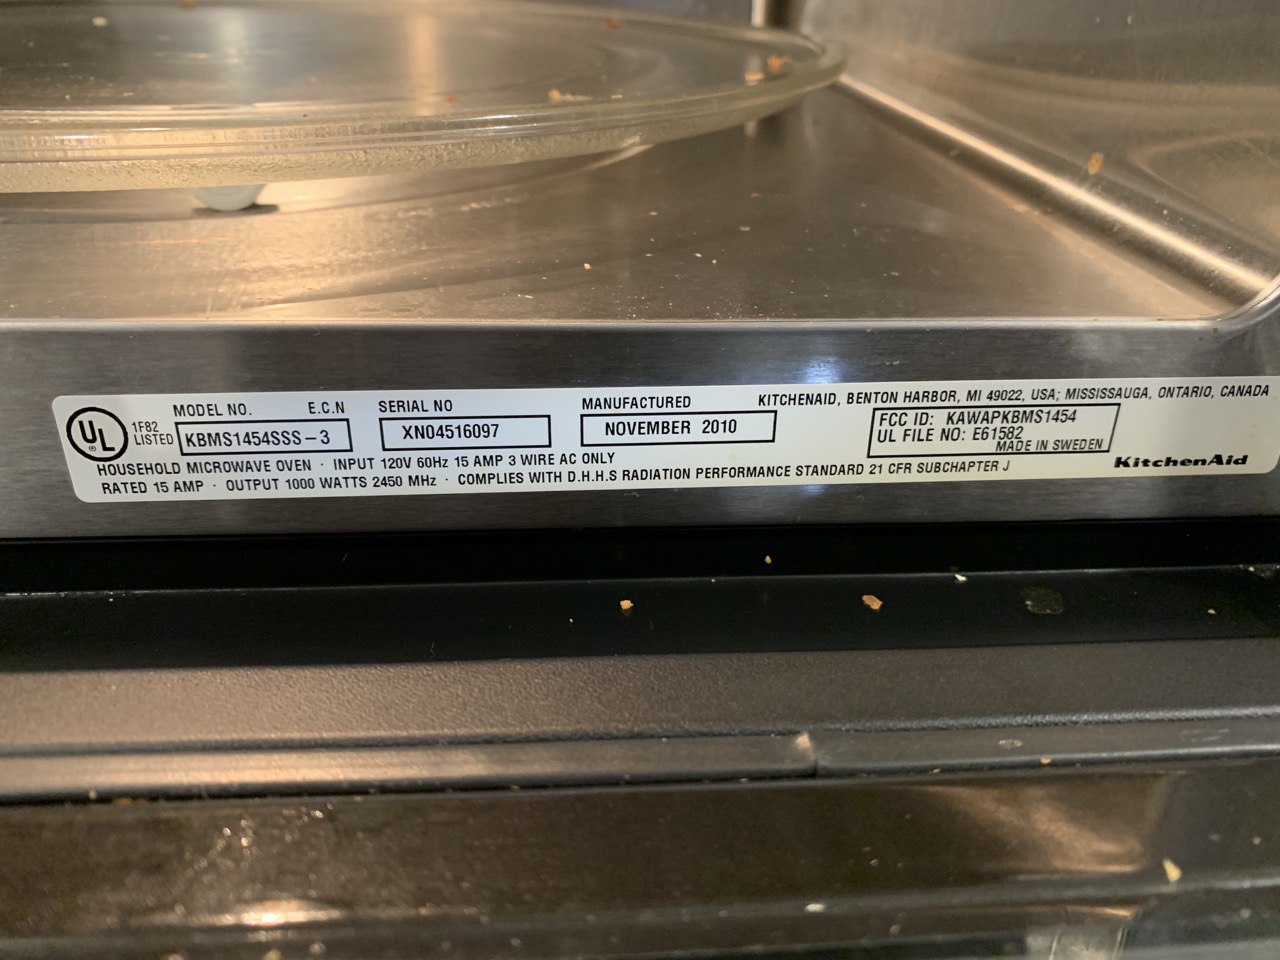 UL
®
1F82
LISTED
MODEL NO. E.C.N
KBMS1454SSS-3
SERIAL NO
XN04516097
MANUFACTURED
NOVEMBER 2010
KITCHENAID, BENTON HARBOR, MI 49022, USA; MISSISSAUGA, ONTARIO, CANADA
FCC ID: KAWAPKBMS1454
UL FILE NO: E61582
MADE IN SWEDEN
HOUSEHOLD MICROWAVE OVEN · INPUT 120V 60Hz 15 AMP 3 WIRE AC ONLY
RATED 15 AMP · OUTPUT 1000 WATTS 2450 MHz · COMPLIES WITH D.H.H.S RADIATION PERFORMANCE STANDARD 21 CFR SUBCHAPTER J
KitchenAid